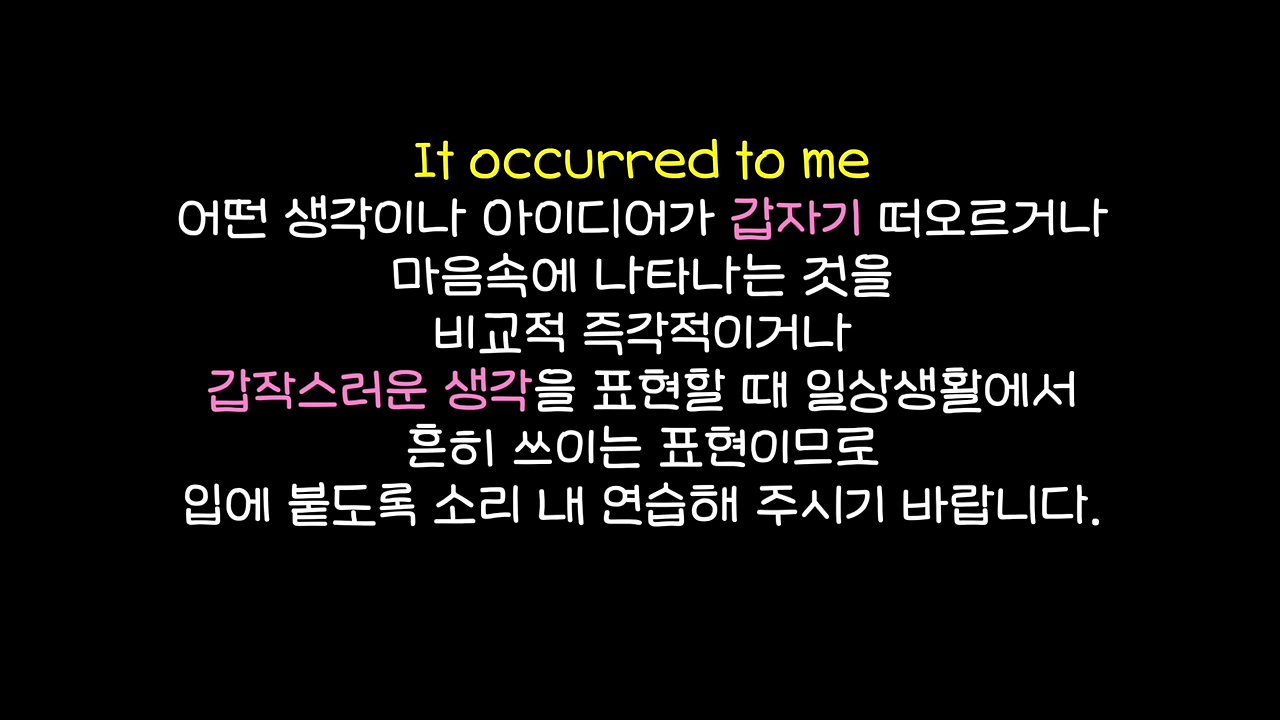 It occurred to me
어떤 생각이나 아이디어가 갑자기 떠오르거나
마음속에 나타나는 것을
비교적 즉각적이거나
갑작스러운 생각을 표현할 때 일상생활에서
흔히 쓰이는 표현이므로
입에 붙도록 소리 내 연습해 주시기 바랍니다.